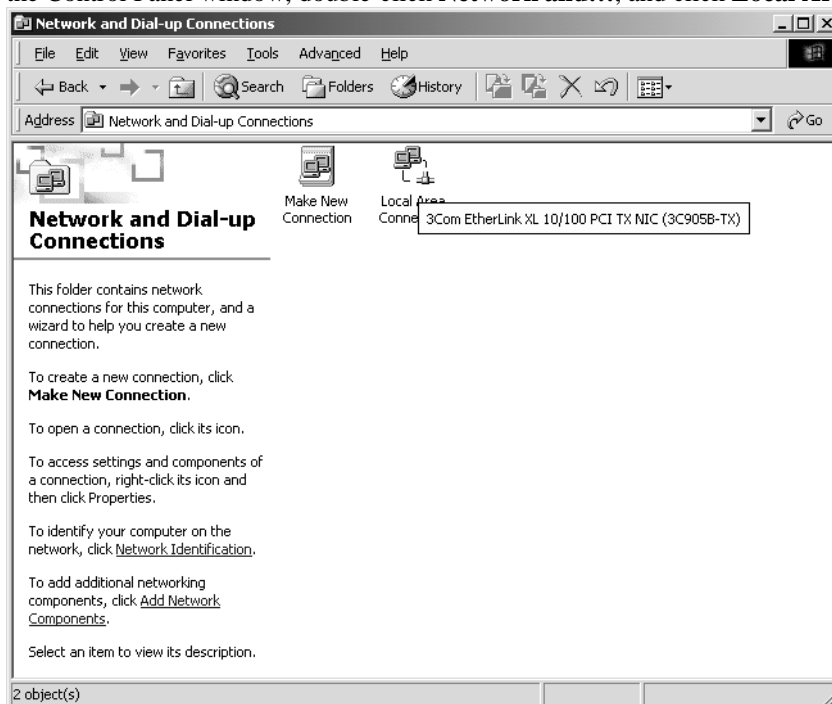 the Control Panel window, double-click Network and..., and click Local Ar
Network and Dial-up Connections
File Edit View Favorites Tools Advanced Help
Back Search Folders History
Address Network and Dial-up Connections Go
Make New Connection
Local Area
Conne
3Com EtherLink XL 10/100 PCI TX NIC (3C905B-TX)
Network and Dial-up
Connections
This folder contains network
connections for this computer, and a
wizard to help you create a new
connection.
To create a new connection, click
Make New Connection.
To open a connection, click its icon.
To access settings and components of
a connection, right-click its icon and
then click Properties.
To identify your computer on the
network, click Network Identification.
To add additional networking
components, click Add Network
Components.
Select an item to view its description.
2 object(s)